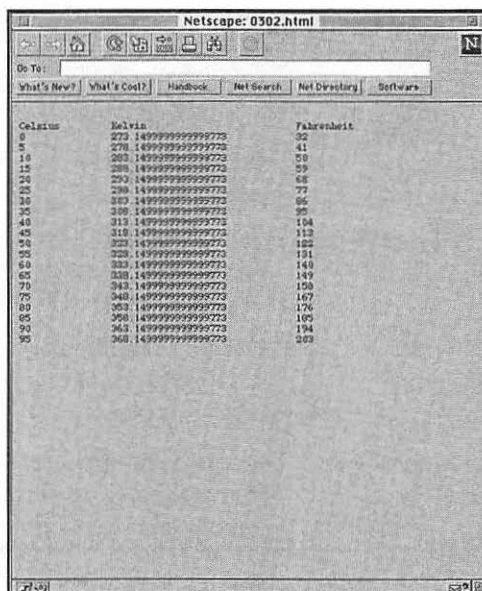 Netscape: 0302.html
N
Go To:
What's New? What's Cool? Handbook Net Search Net Directory Software
Celsius Kelvin Fahrenheit
0 273.1499999999999773 32
5 278.1499999999999773 41
10 283.1499999999999773 50
15 288.1499999999999773 59
20 293.1499999999999773 68
25 298.1499999999999773 77
30 303.1499999999999773 86
35 308.1499999999999773 95
40 313.1499999999999773 104
45 318.1499999999999773 113
50 323.1499999999999773 122
55 328.1499999999999773 131
60 333.1499999999999773 140
65 338.1499999999999773 149
70 343.1499999999999773 158
75 348.1499999999999773 167
80 353.1499999999999773 176
85 358.1499999999999773 185
90 363.1499999999999773 194
95 368.1499999999999773 203